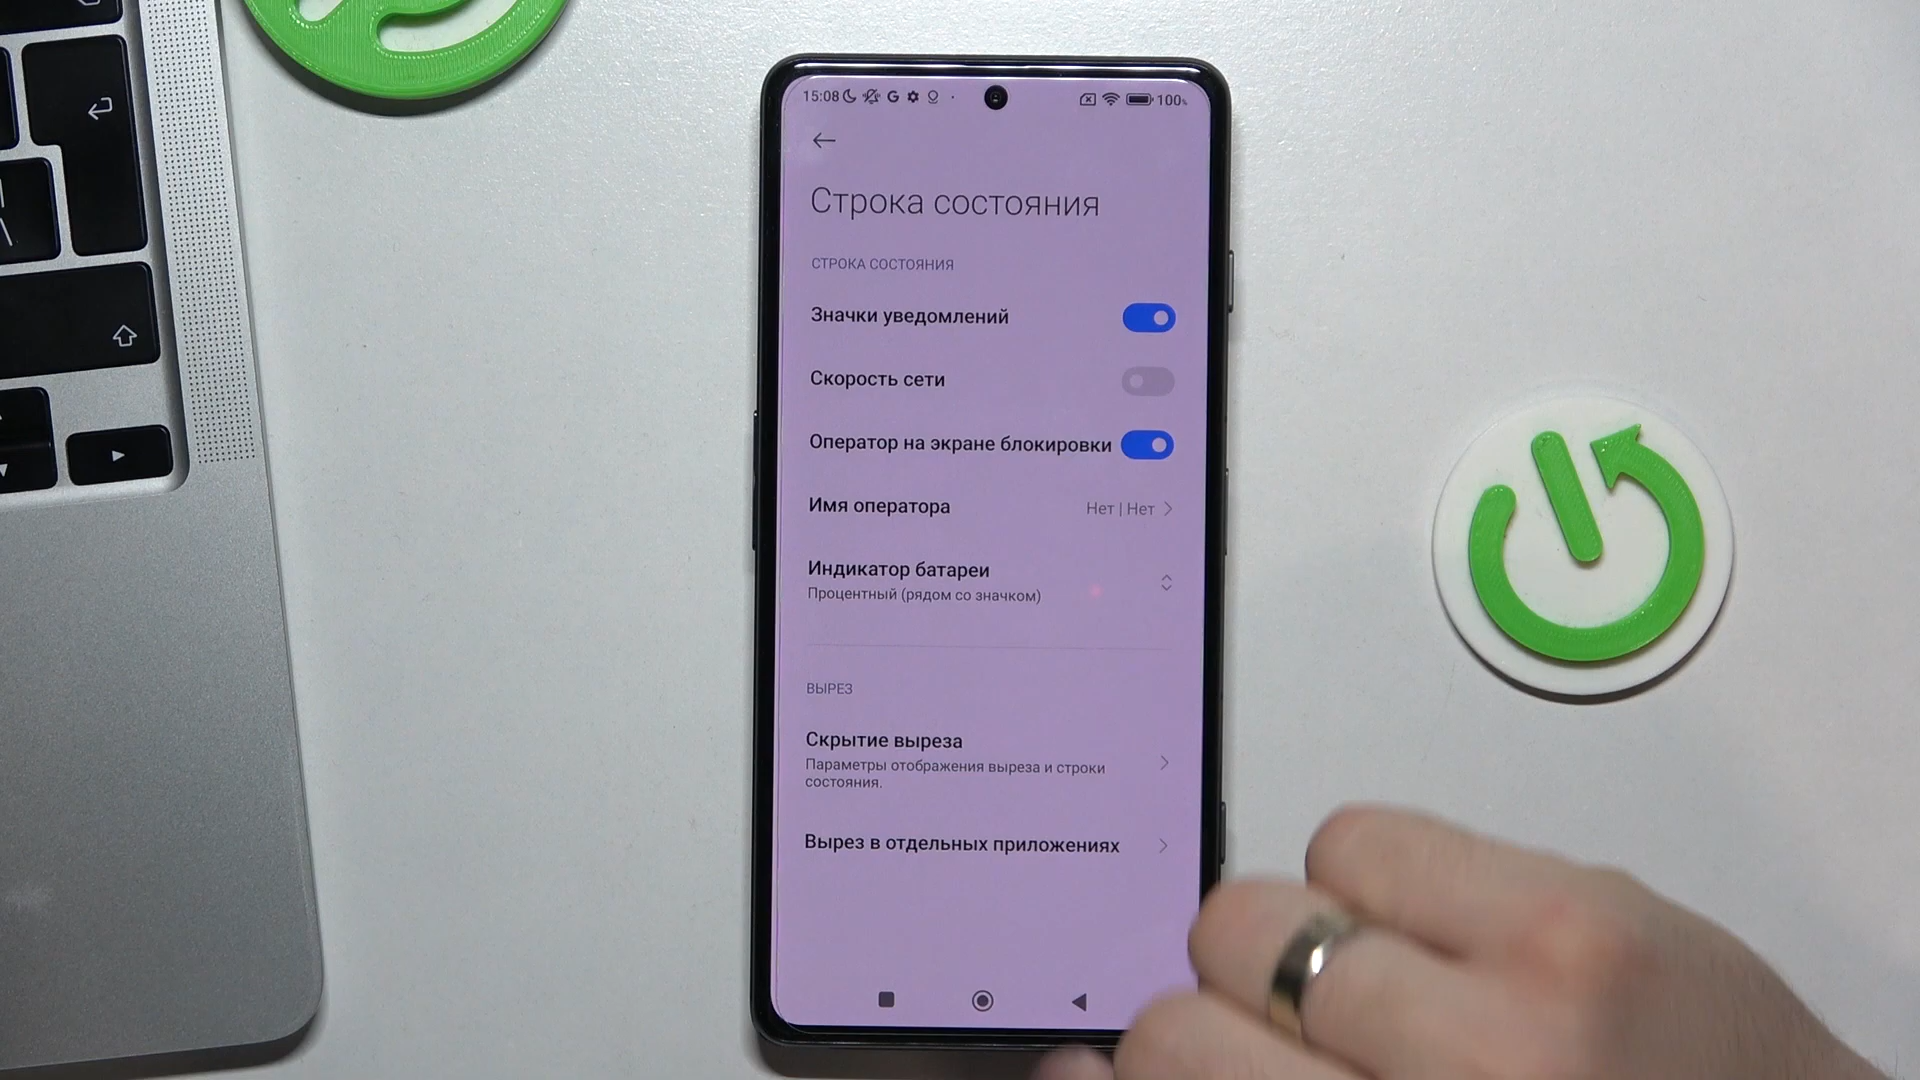 15:08 G 100%
Строка состояния
СТРОКА СОСТОЯНИЯ
Значки уведомлений
Скорость сети
Оператор на экране блокировки
Имя оператора Нет | Нет
Индикатор батареи
Процентный (рядом со значком)
ВЫРЕЗ
Скрытие выреза
Параметры отображения выреза и строки
состояния.
Вырез в отдельных приложениях